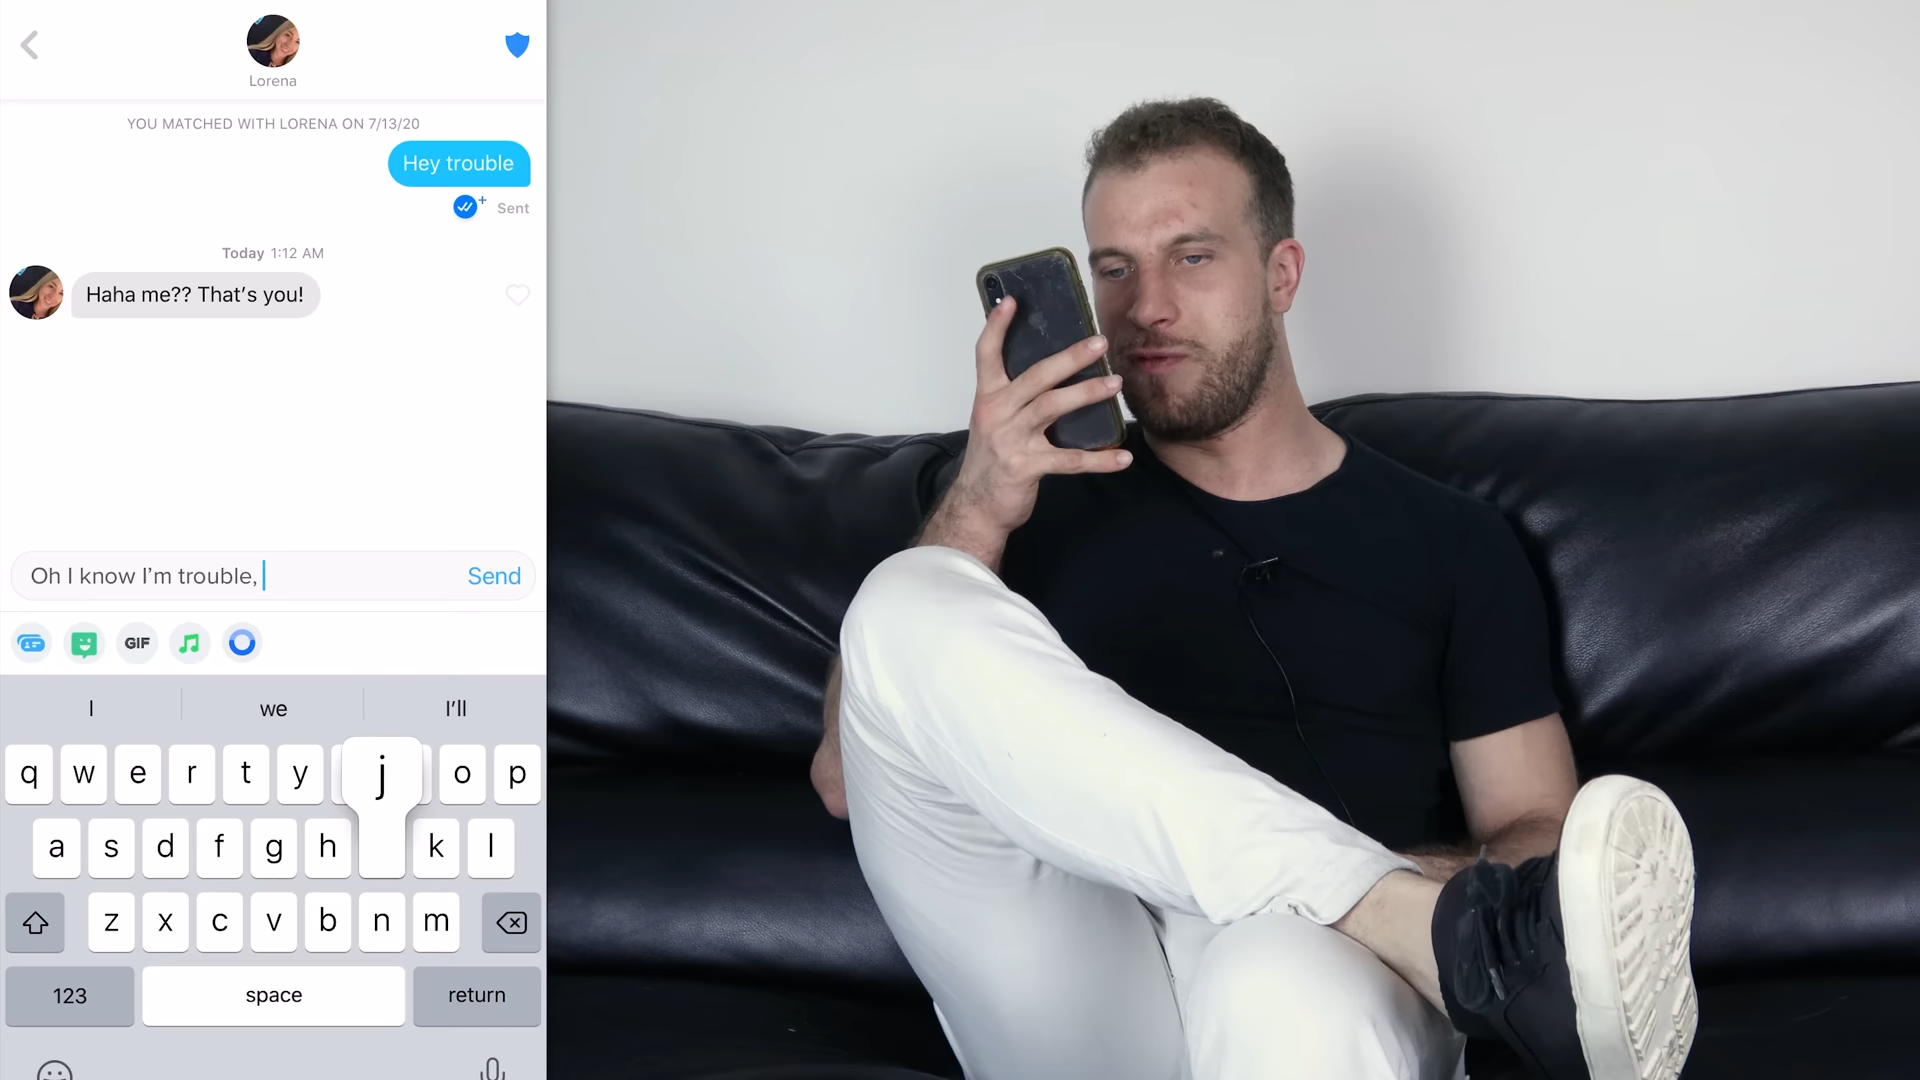 Lorena
YOU MATCHED WITH LORENA ON 7/13/20
Hey trouble
Sent
Today 1:12 AM
Haha me?? That's you!
Oh I know I'm trouble,
Send
GIF
I
we
I'll
q w e r t y j o p
a s d f g h k l
z x c v b n m
123
space
return